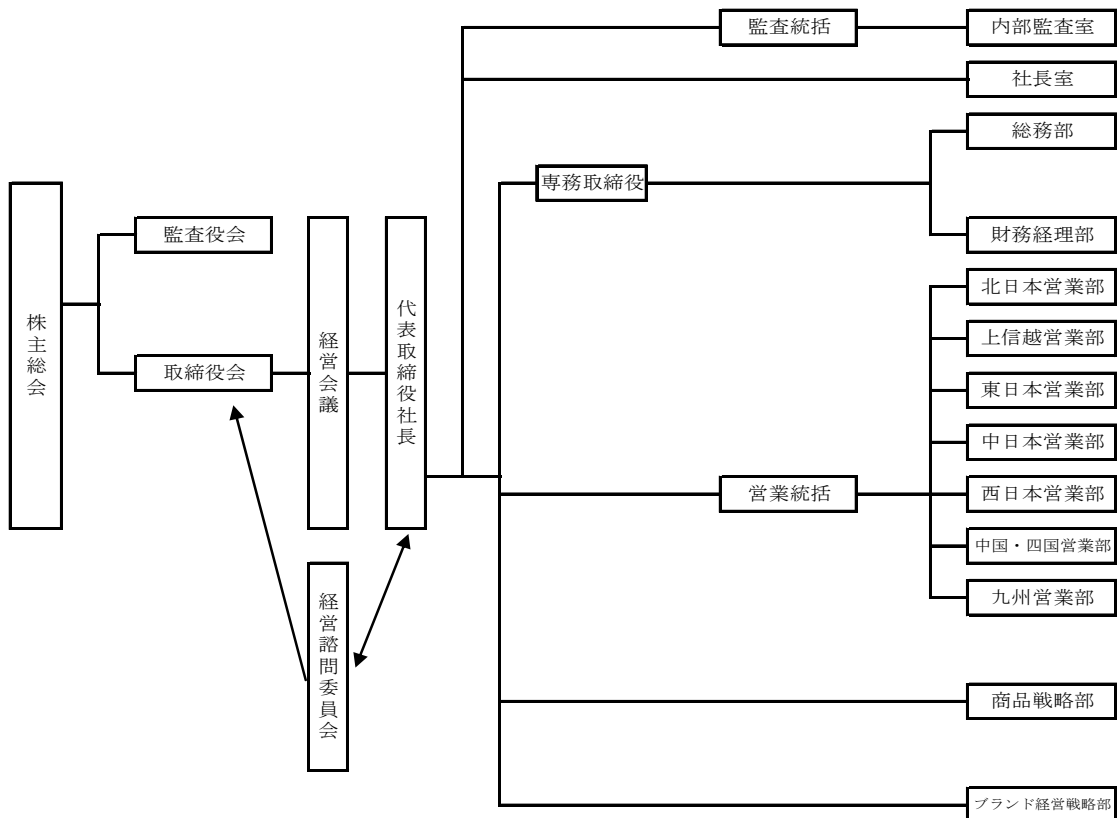 監査統括
内部監査室
社長室
総務部
専務取締役
財務経理部
株主総会
監査役会
取締役会
経営会議
代表取締役社長
北日本営業部
上信越営業部
東日本営業部
中日本営業部
営業統括
西日本営業部
中国・四国営業部
九州営業部
経営諮問委員会
商品戦略部
ブランド経営戦略部